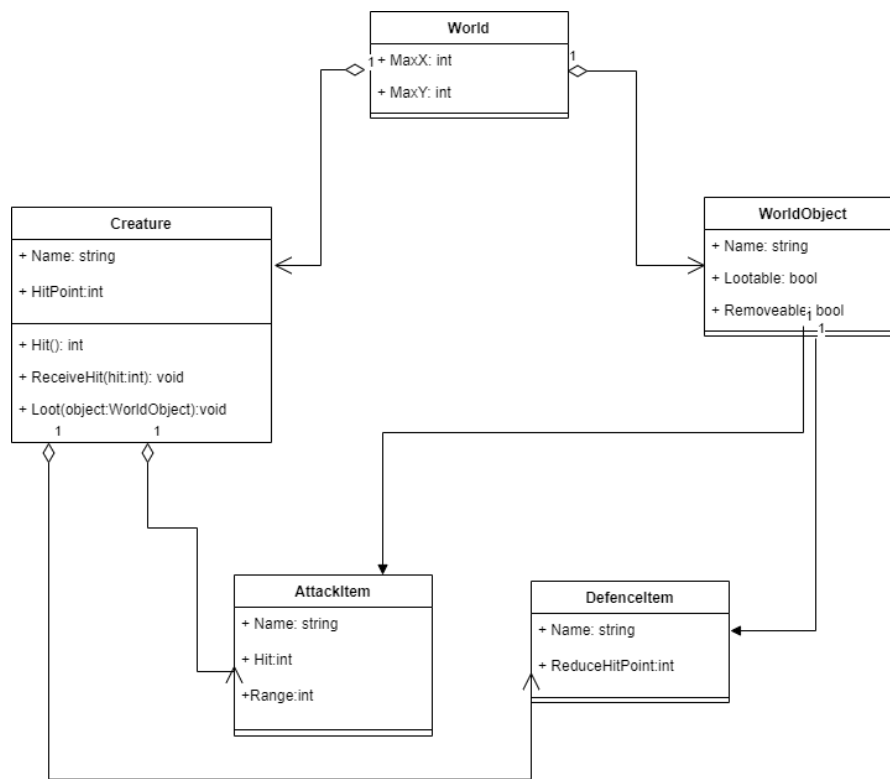 World
1
+ MaxX: int
1
+ MaxY: int
Creature
+ Name: string
+ HitPoint:int
+ Hit(): int
+ ReceiveHit(hit:int): void
+ Loot(object:WorldObject):void
1
1
WorldObject
+ Name: string
+ Lootable: bool
+ Removeable: bool
1
1
AttackItem
+ Name: string
+ Hit:int
+Range:int
DefenceItem
+ Name: string
+ ReduceHitPoint:int